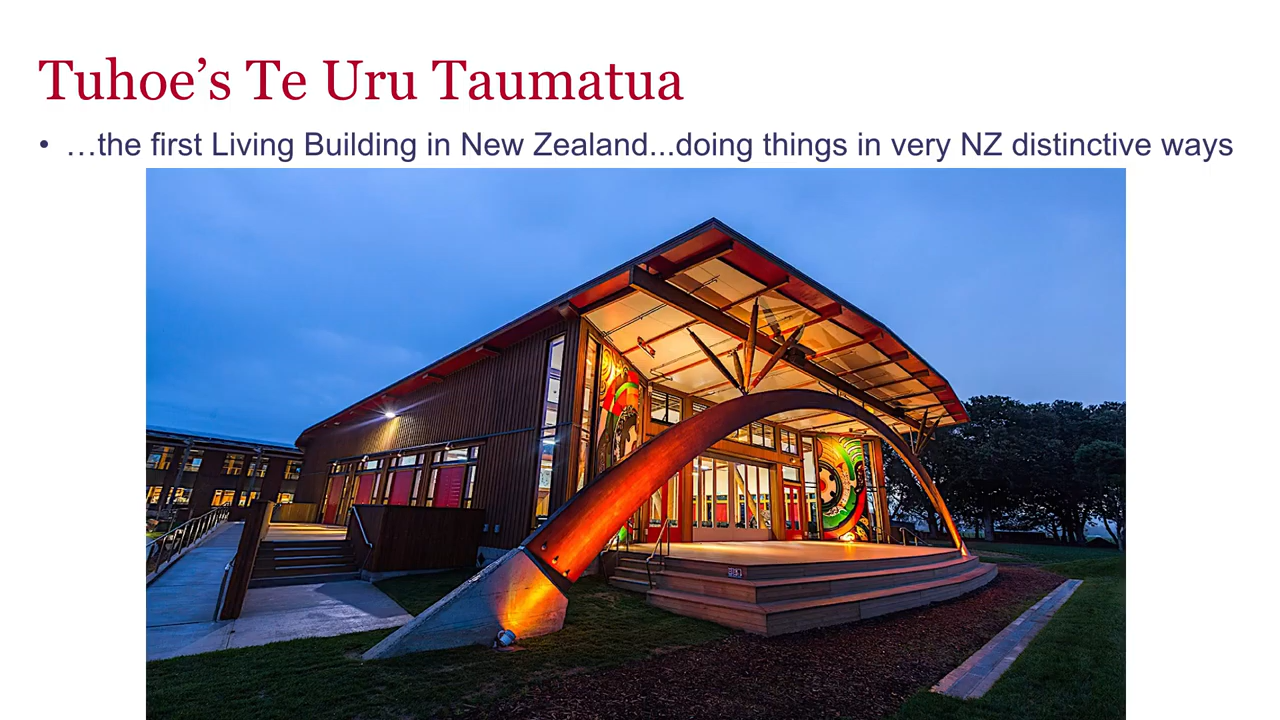 Tuhoe’s Te Uru Taumatua
• …the first Living Building in New Zealand...doing things in very NZ distinctive ways